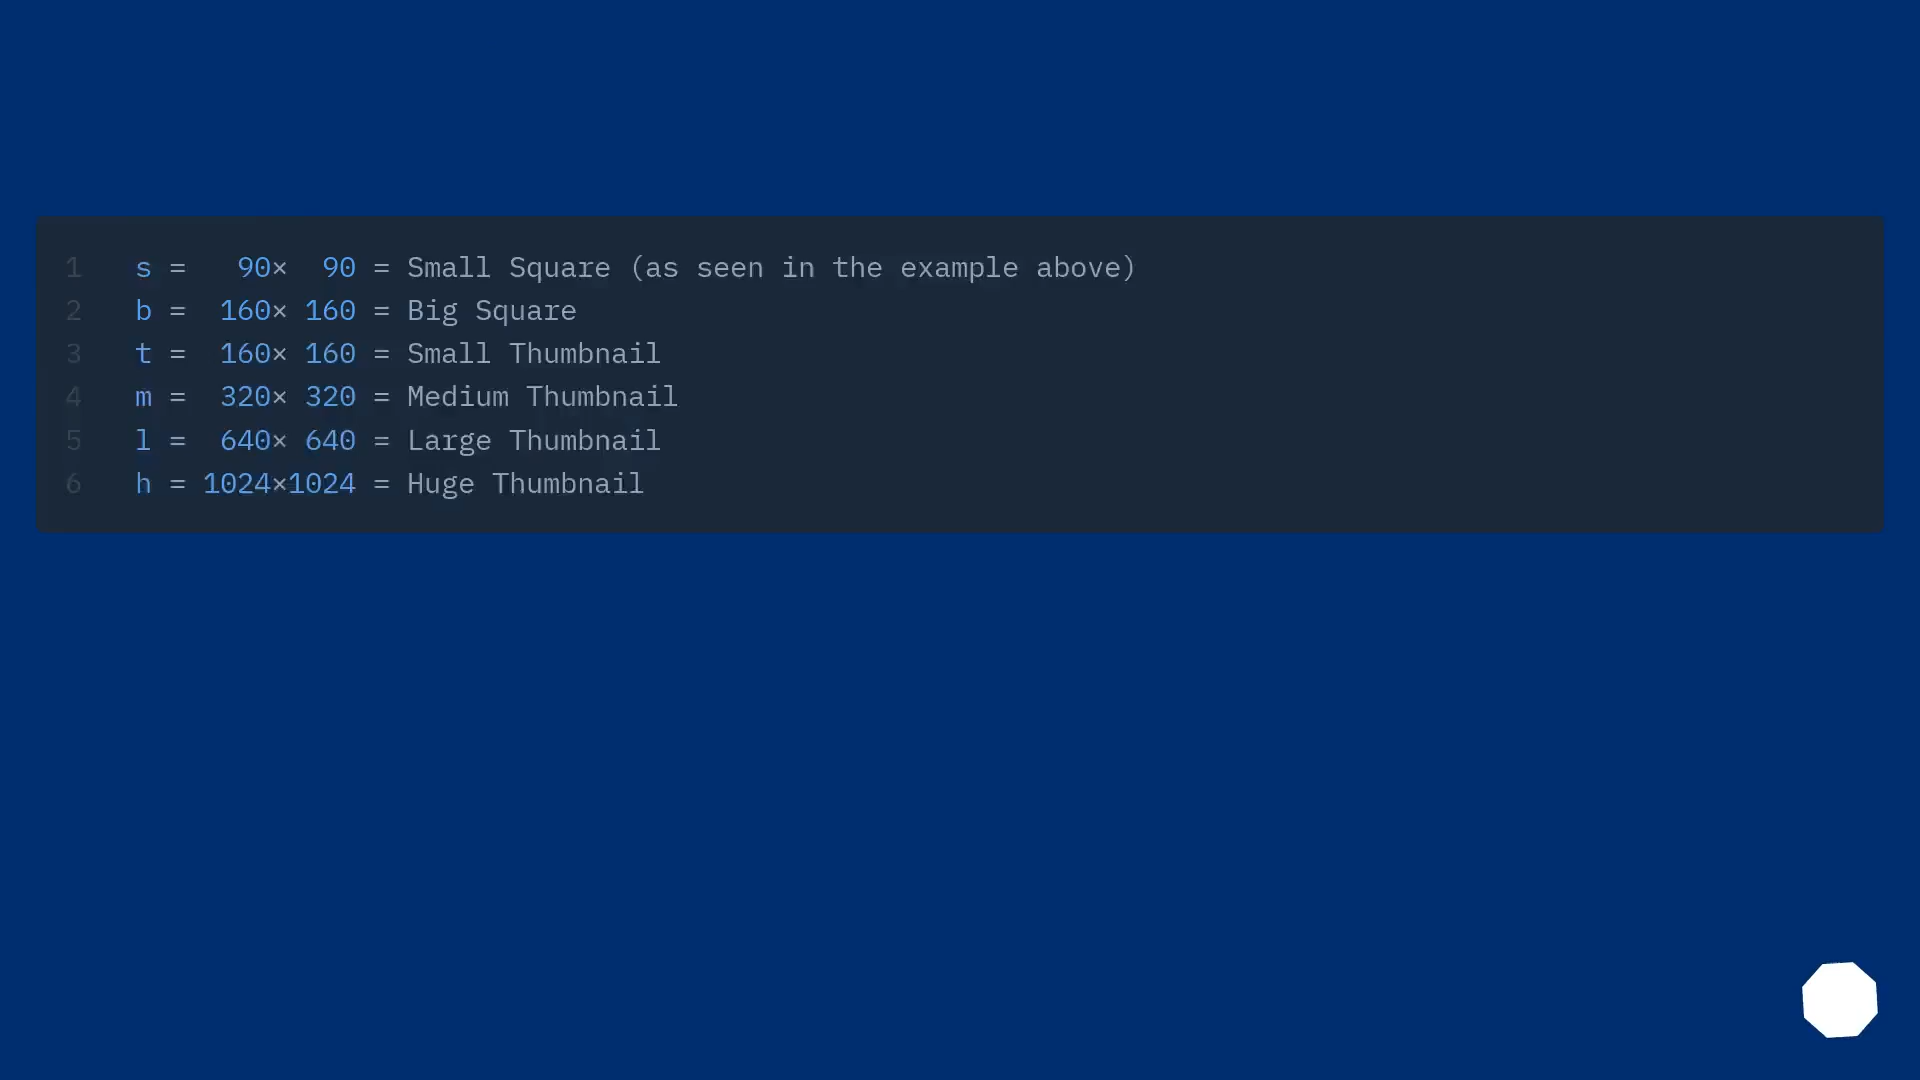 1 s =   90×  90 = Small Square (as seen in the example above)
2 b =  160× 160 = Big Square
3 t =  160× 160 = Small Thumbnail
4 m =  320× 320 = Medium Thumbnail
5 l =  640× 640 = Large Thumbnail
6 h = 1024×1024 = Huge Thumbnail